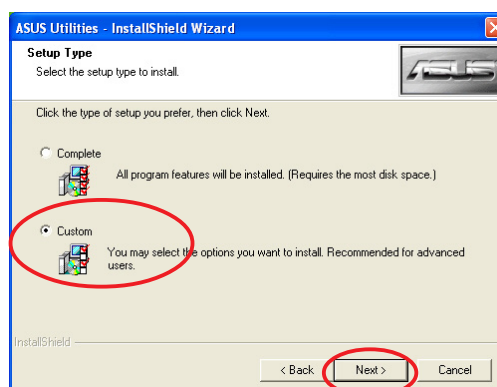 ASUS Utilities - InstallShield Wizard
Setup Type
Select the setup type to install.
ASUS
Click the type of setup you prefer, then click Next.
Complete
All program features will be installed. (Requires the most disk space.)
Custom
You may select the options you want to install. Recommended for advanced
users.
InstallShield
< Back
Next >
Cancel